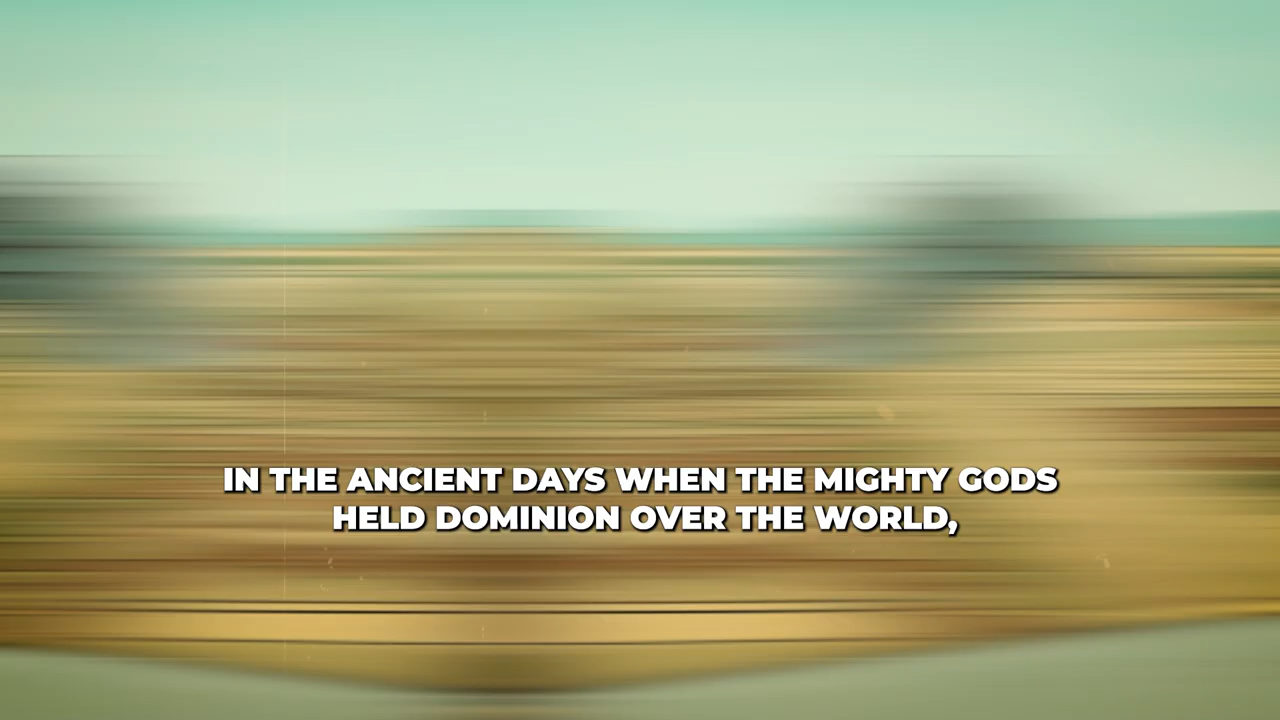 IN THE ANCIENT DAYS WHEN THE MIGHTY GODS
HELD DOMINION OVER THE WORLD,